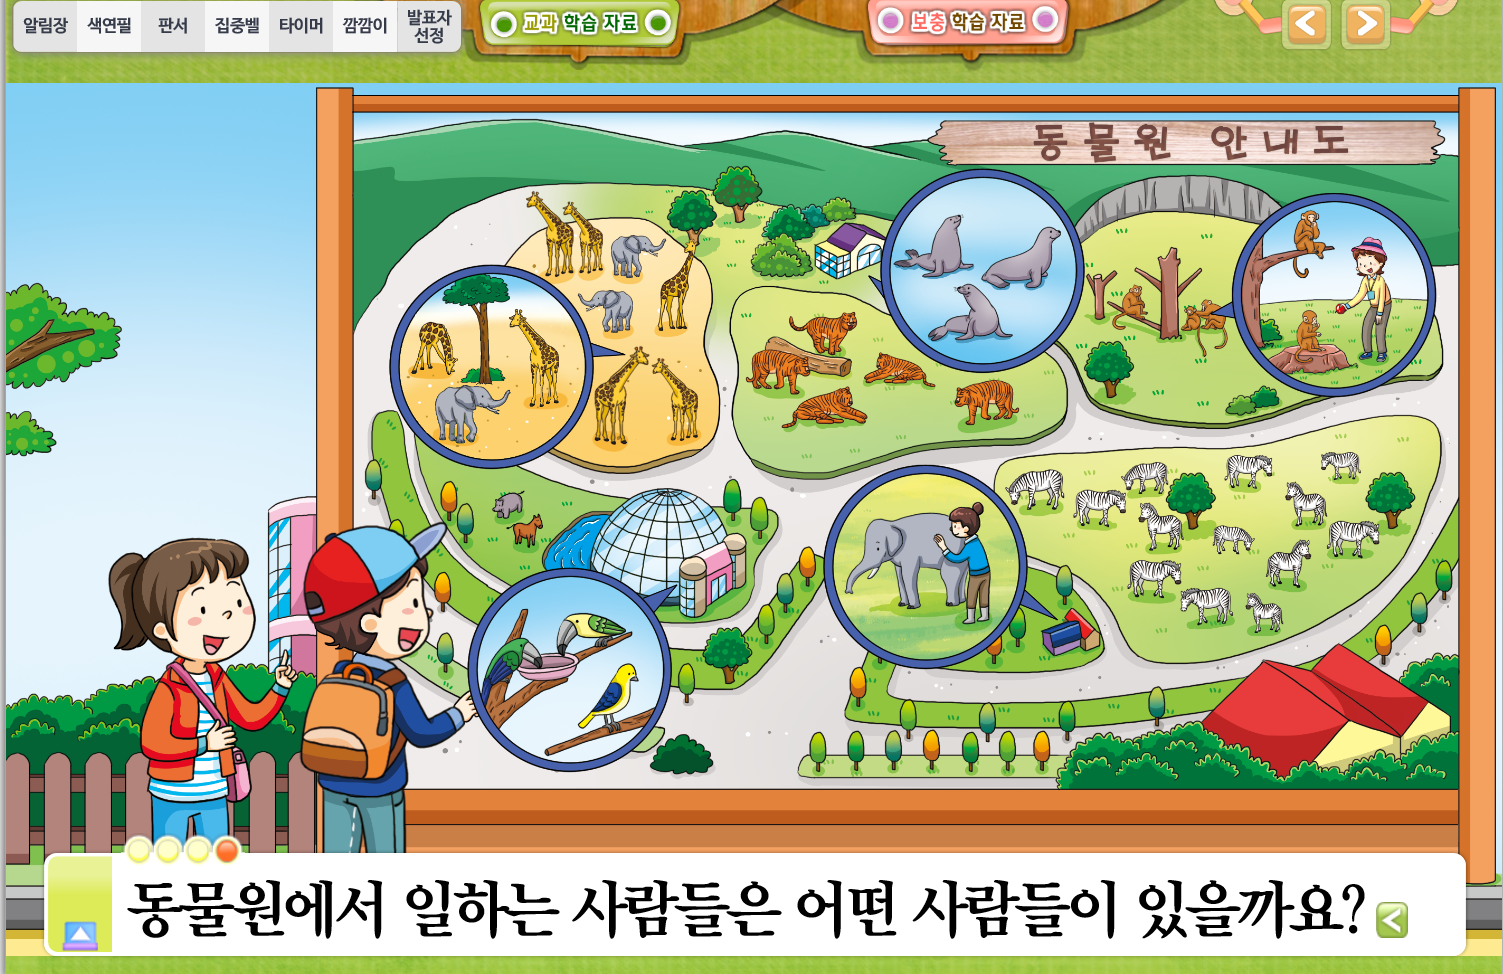 알림장 색연필 판서 집중벨 타이머 깜깜이 발표자
선정
교과 학습 자료
보충 학습 자료
동물원 안내도
동물원에서 일하는 사람들은 어떤 사람들이 있을까요?